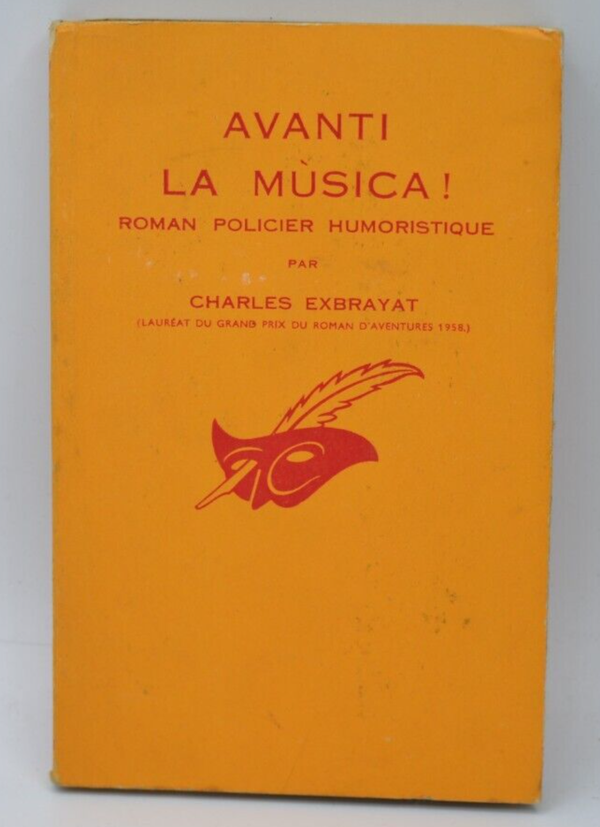 AVANTI
LA MÙSICA !
ROMAN POLICIER HUMORISTIQUE
PAR
CHARLES EXBRAYAT
(LAURÉAT DU GRAND PRIX DU ROMAN D'AVENTURES 1958.)